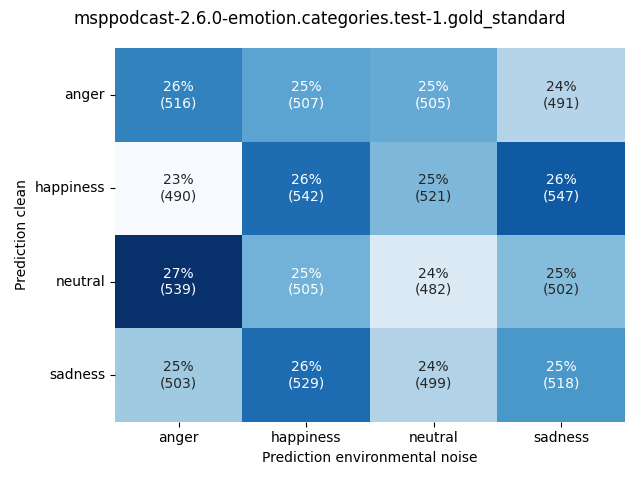 msppodcast-2.6.0-emotion.categories.test-1.gold_standard
Prediction clean
anger
26%
(516)
25%
(507)
25%
(505)
24%
(491)
happiness
23%
(490)
26%
(542)
25%
(521)
26%
(547)
neutral
27%
(539)
25%
(505)
24%
(482)
25%
(502)
sadness
25%
(503)
26%
(529)
24%
(499)
25%
(518)
anger
happiness
neutral
sadness
Prediction environmental noise